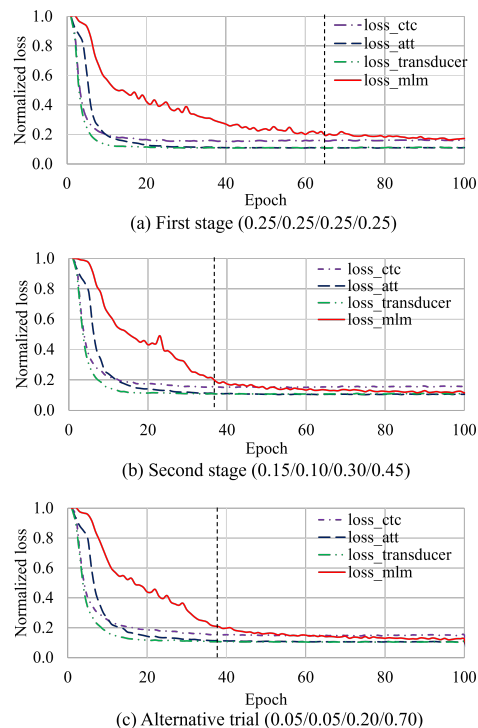 Normalized loss
1.0
0.8
0.6
0.4
0.2
0.0
loss_ctc
loss_att
loss_transducer
loss_mlm
0 20 40 60 80 100
Epoch
(a) First stage (0.25/0.25/0.25/0.25)
Normalized loss
1.0
0.8
0.6
0.4
0.2
0.0
loss_ctc
loss_att
loss_transducer
loss_mlm
0 20 40 60 80 100
Epoch
(b) Second stage (0.15/0.10/0.30/0.45)
Normalized loss
1.0
0.8
0.6
0.4
0.2
0.0
loss_ctc
loss_att
loss_transducer
loss_mlm
0 20 40 60 80 100
Epoch
(c) Alternative trial (0.05/0.05/0.20/0.70)